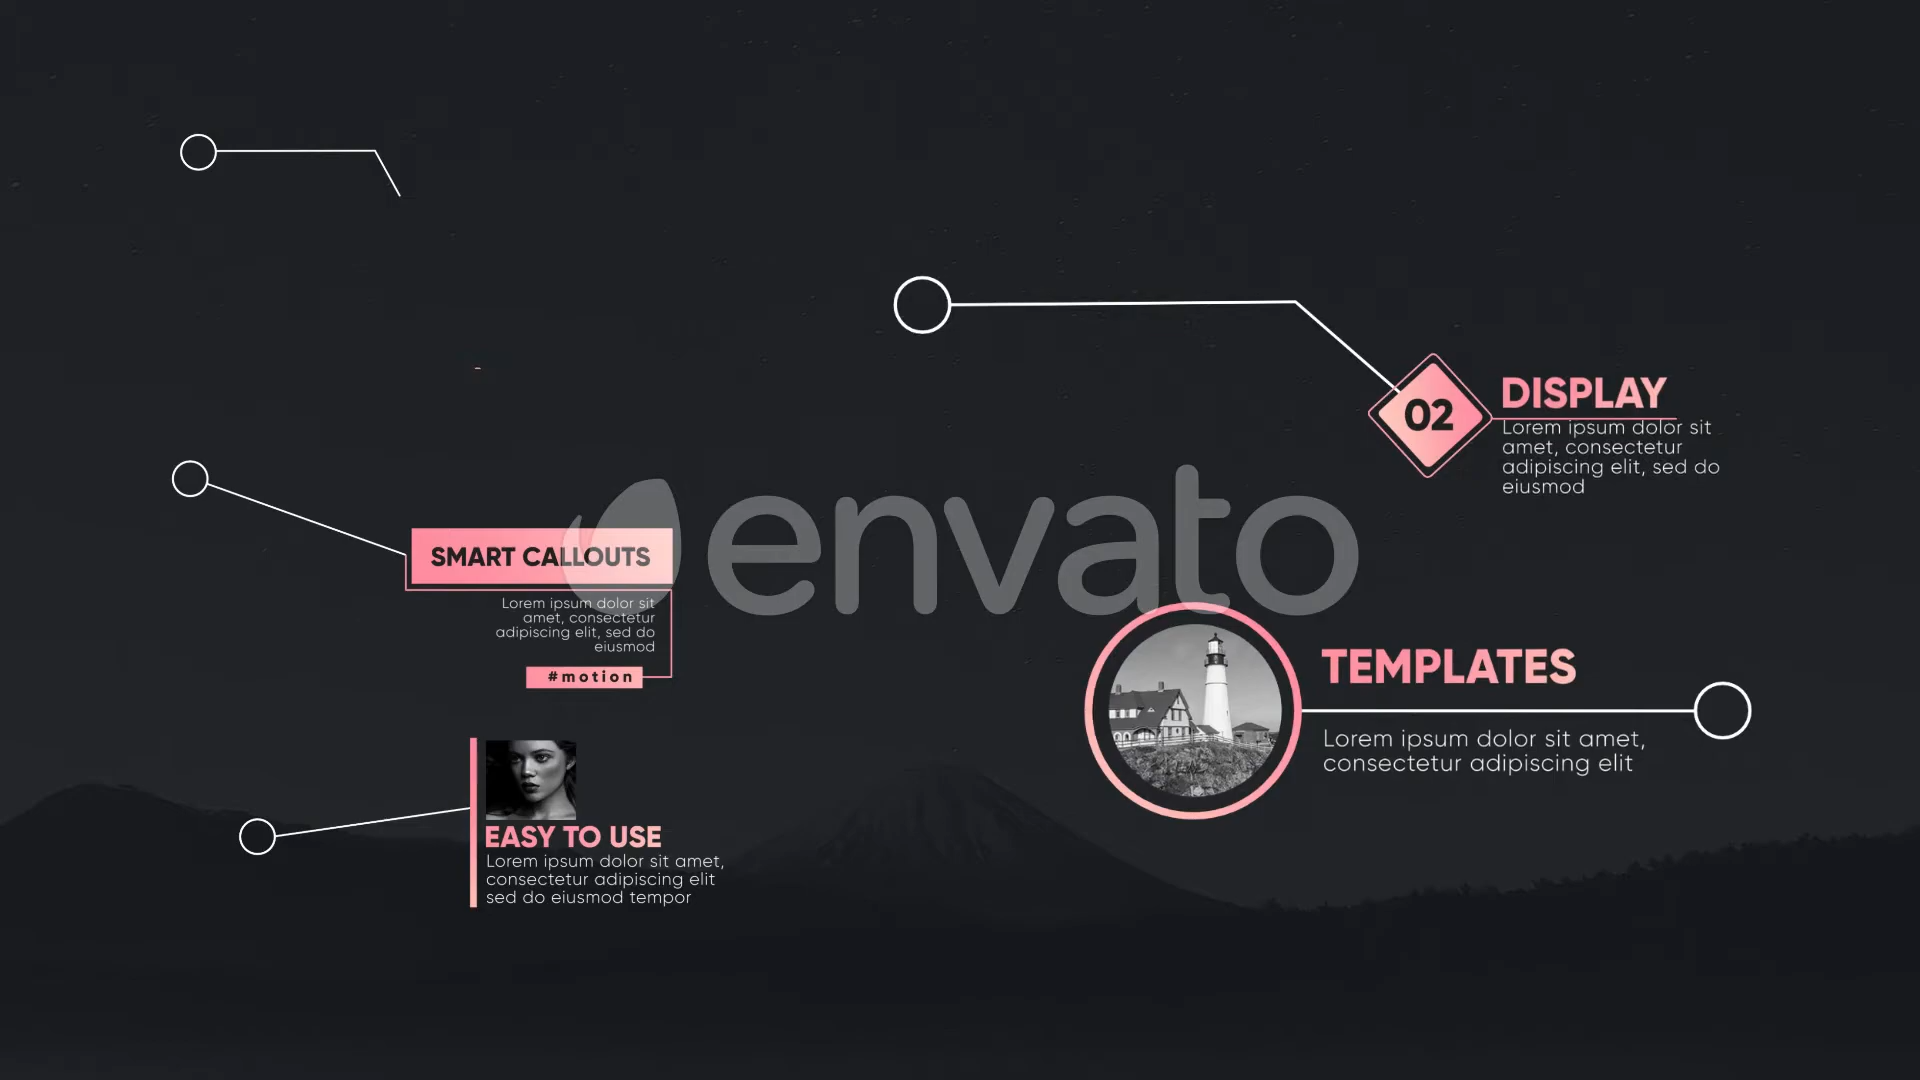 02
DISPLAY
Lorem ipsum dolor sit
amet, consectetur
adipiscing elit, sed do
eiusmod
envato
SMART CALLOUTS
Lorem ipsum dolor sit
amet, consectetur
adipiscing elit, sed do
eiusmod
#motion
TEMPLATES
Lorem ipsum dolor sit amet,
consectetur adipiscing elit
EASY TO USE
Lorem ipsum dolor sit amet,
consectetur adipiscing elit
sed do eiusmod tempor